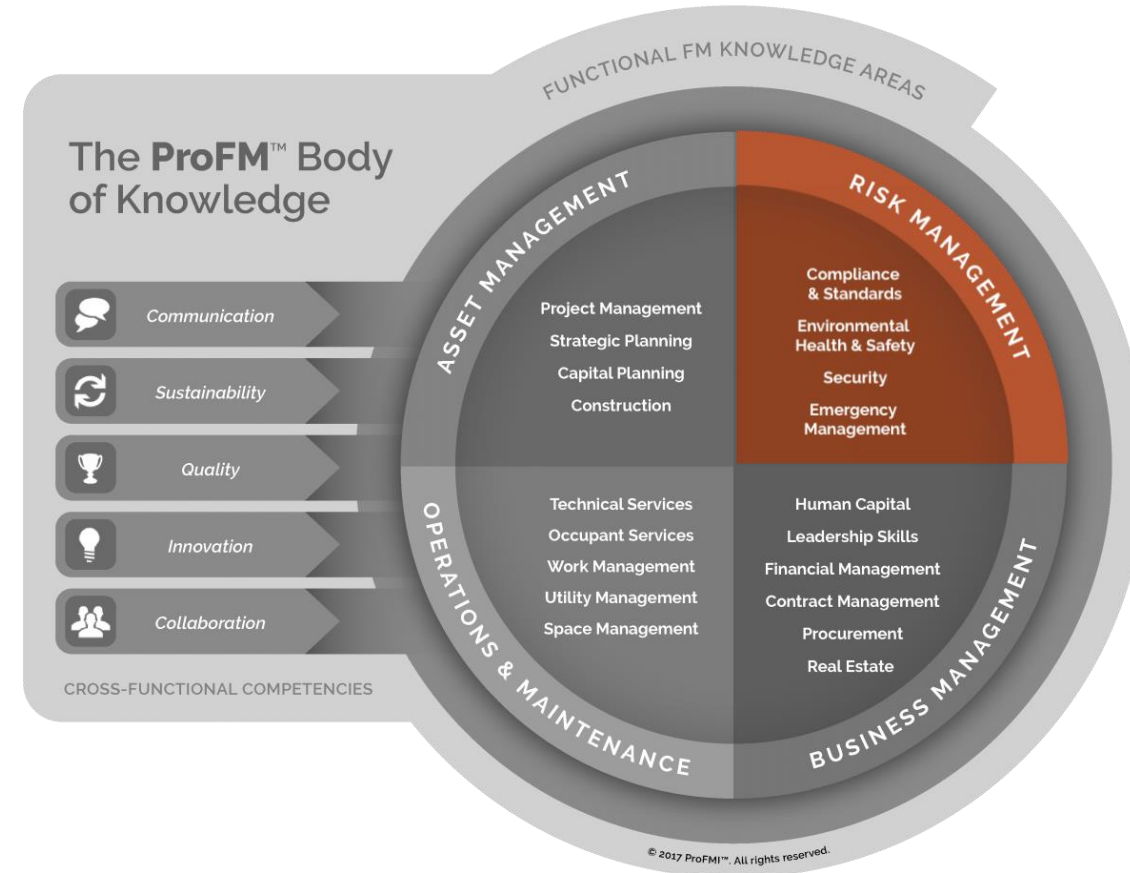 FUNCTIONAL FM KNOWLEDGE AREAS
The ProFM™ Body
of Knowledge
Communication
Sustainability
Quality
Innovation
Collaboration
CROSS-FUNCTIONAL COMPETENCIES
ASSET MANAGEMENT
Project Management
Strategic Planning
Capital Planning
Construction
RISK MANAGEMENT
Compliance
& Standards
Environmental
Health & Safety
Security
Emergency
Management
OPERATIONS & MAINTENANCE
Technical Services
Occupant Services
Work Management
Utility Management
Space Management
BUSINESS MANAGEMENT
Human Capital
Leadership Skills
Financial Management
Contract Management
Procurement
Real Estate
© 2017 ProFMI™. All rights reserved.